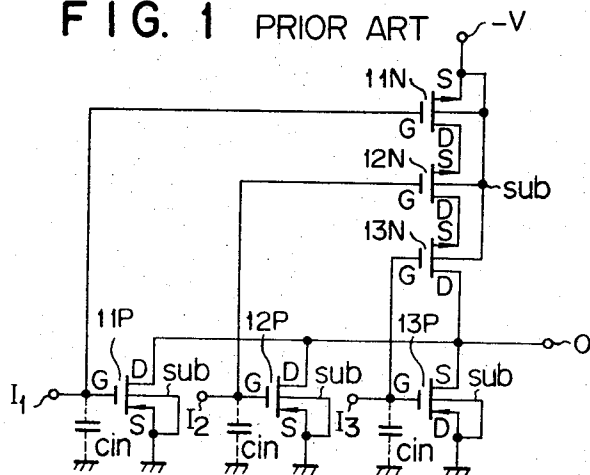 FIG. 1 PRIOR ART
-V
11N S
G D
12N S
G D
sub
13N S
G D
11P 12P 13P
O
I1 G D sub S
I2 G D sub S
I3 G S sub D
cin cin cin